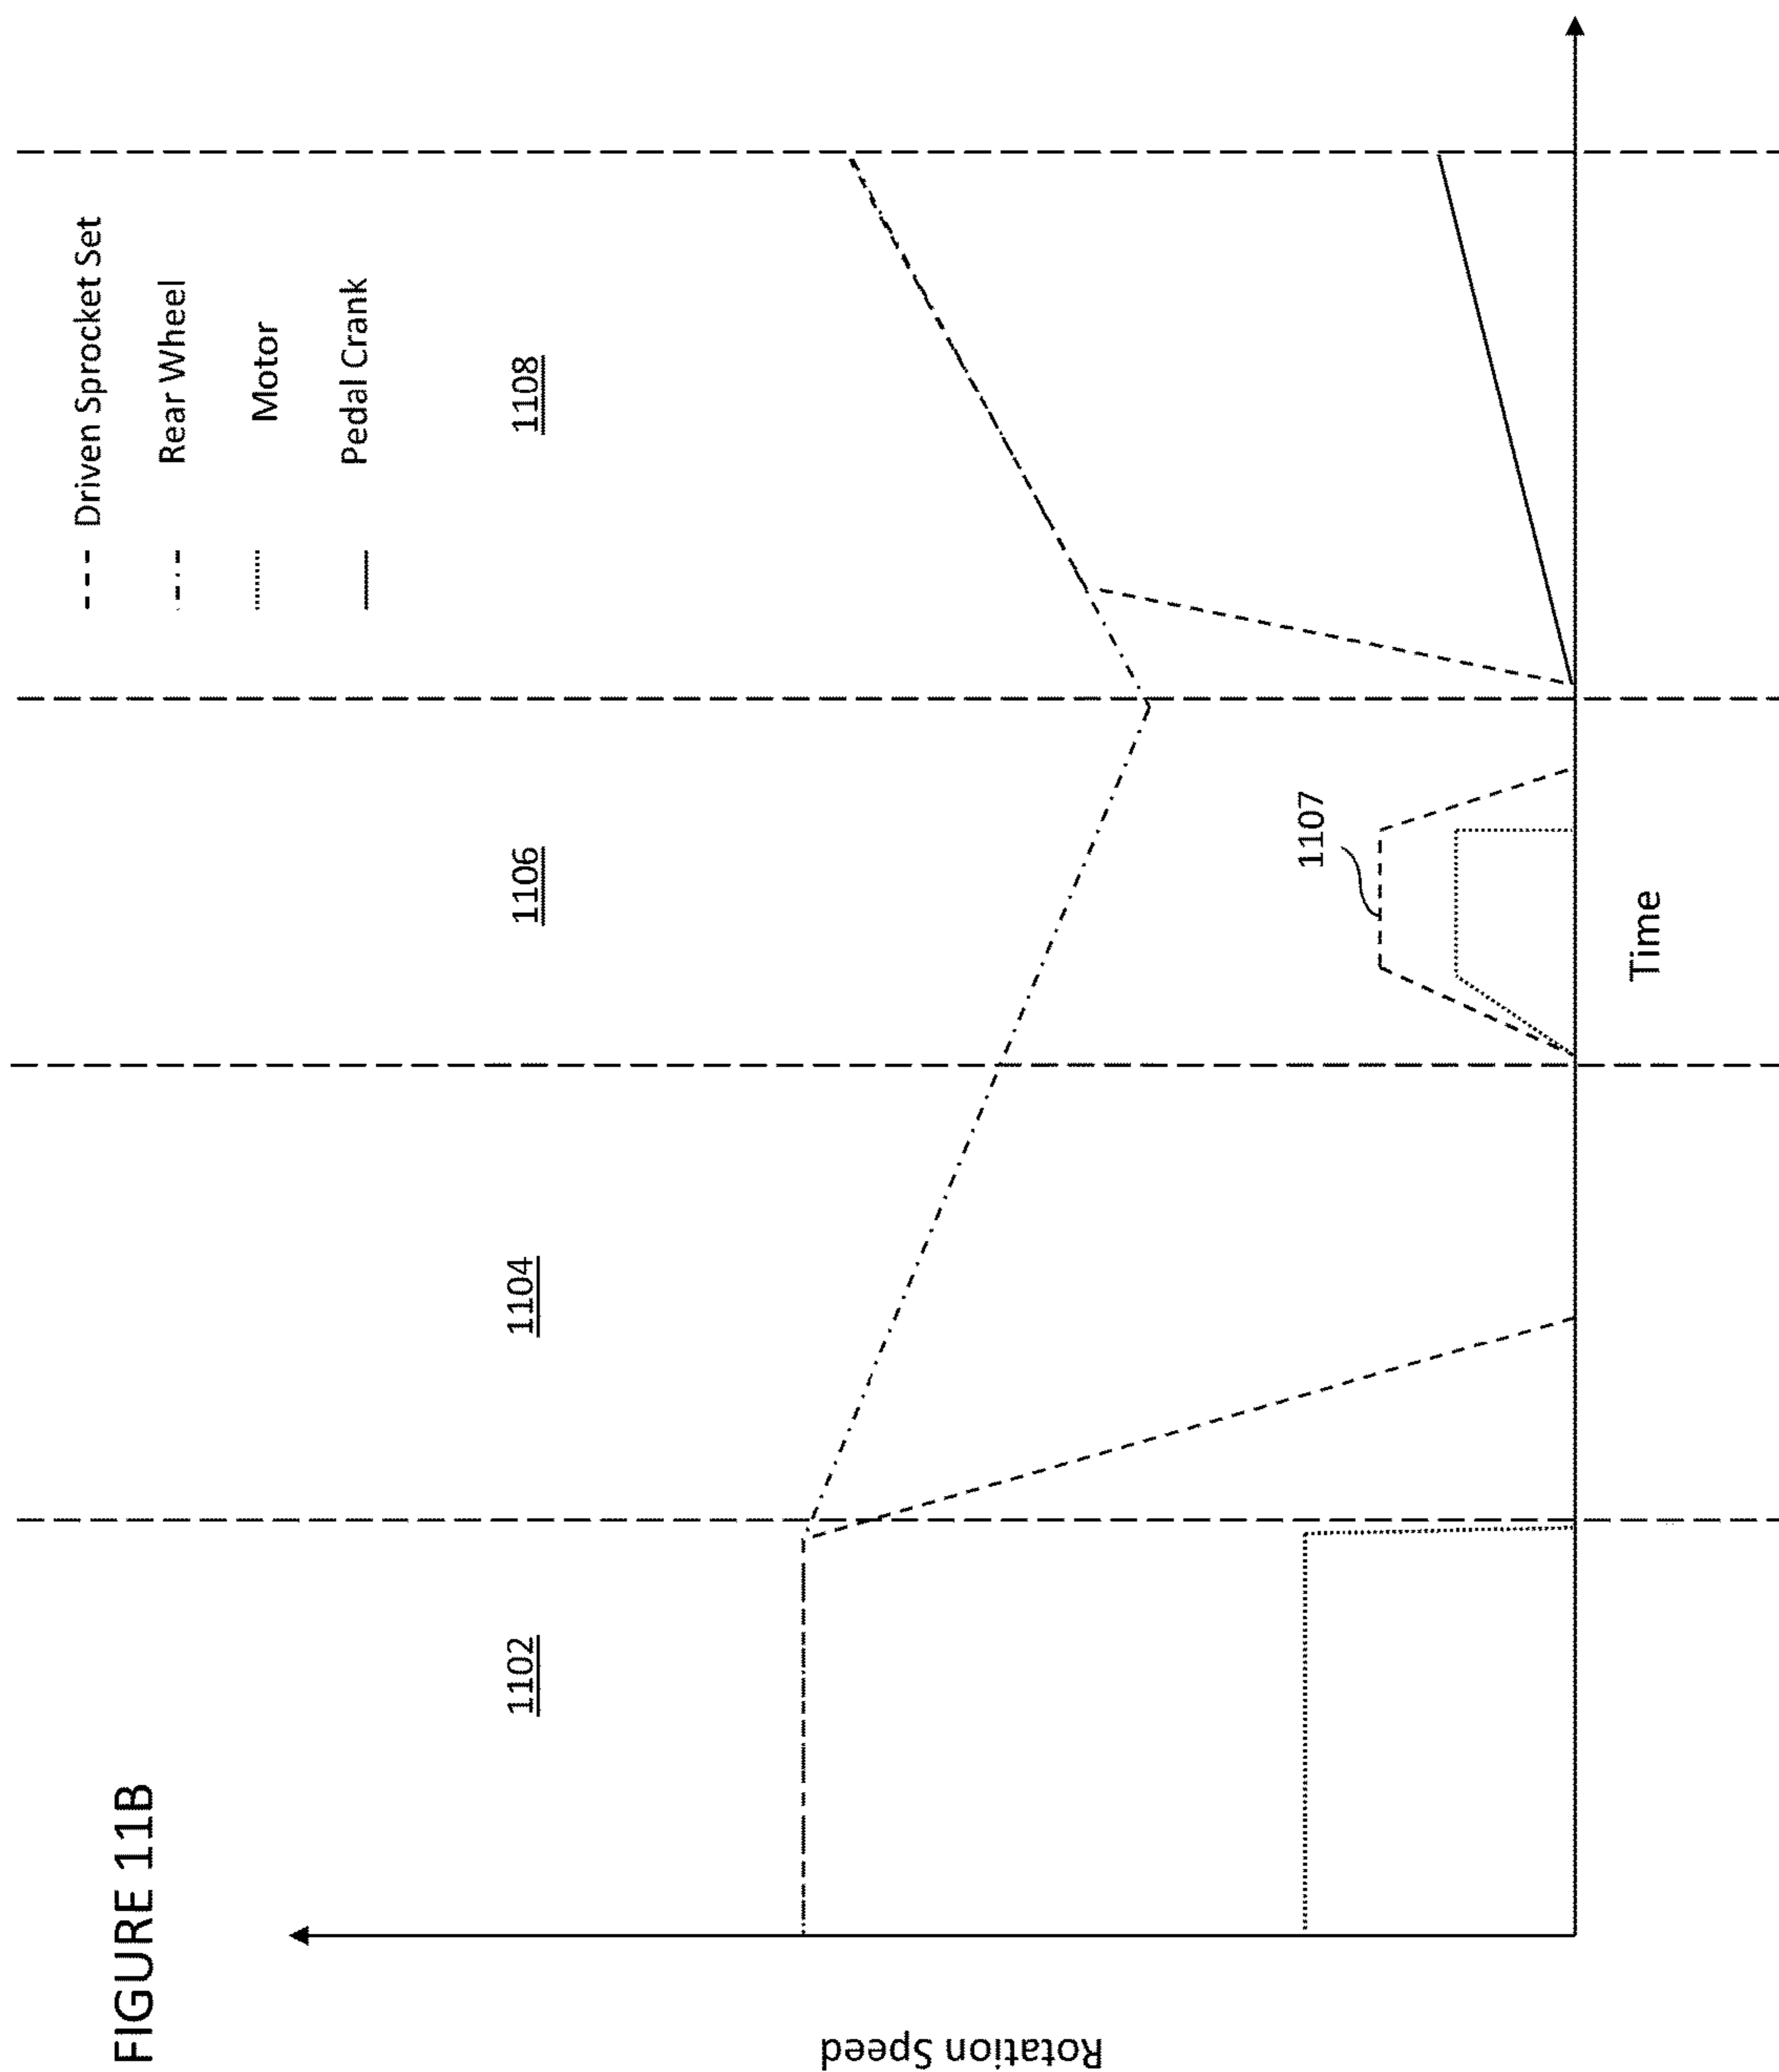 FIGURE 11B
Driven Sprocket Set
Rear Wheel
Motor
Pedal Crank
1102
1104
1106
1108
1107
Rotation Speed
Time